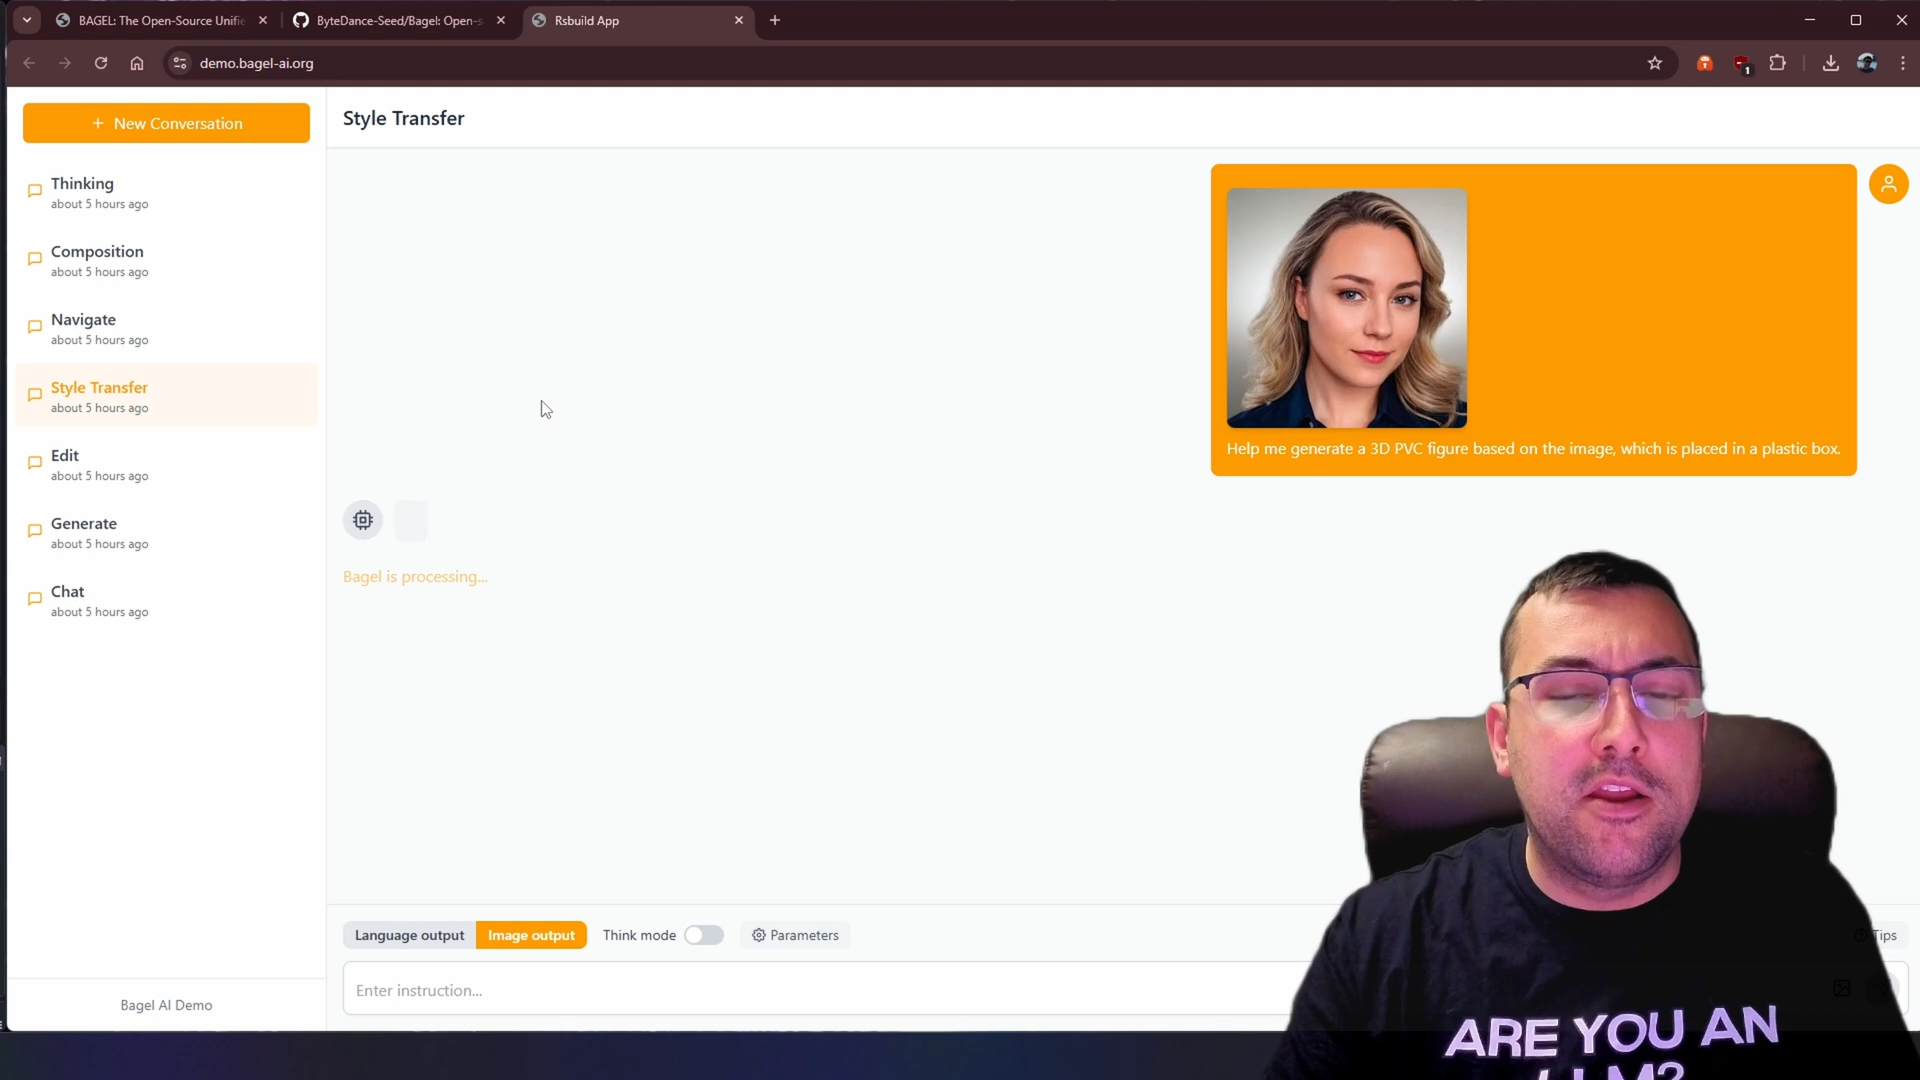 BAGEL: The Open-Source Unifie
ByteDance-Seed/Bagel: Open-s
Rsbuild App
demo.bagel-ai.org
1
New Conversation
Thinking
about 5 hours ago
Composition
about 5 hours ago
Navigate
about 5 hours ago
Style Transfer
about 5 hours ago
Edit
about 5 hours ago
Generate
about 5 hours ago
Chat
about 5 hours ago
Bagel AI Demo
Style Transfer
Help me generate a 3D PVC figure based on the image, which is placed in a plastic box.
Bagel is processing...
Language output
Image output
Think mode
Parameters
Tips
Enter instruction...
ARE YOU AN
LLM?